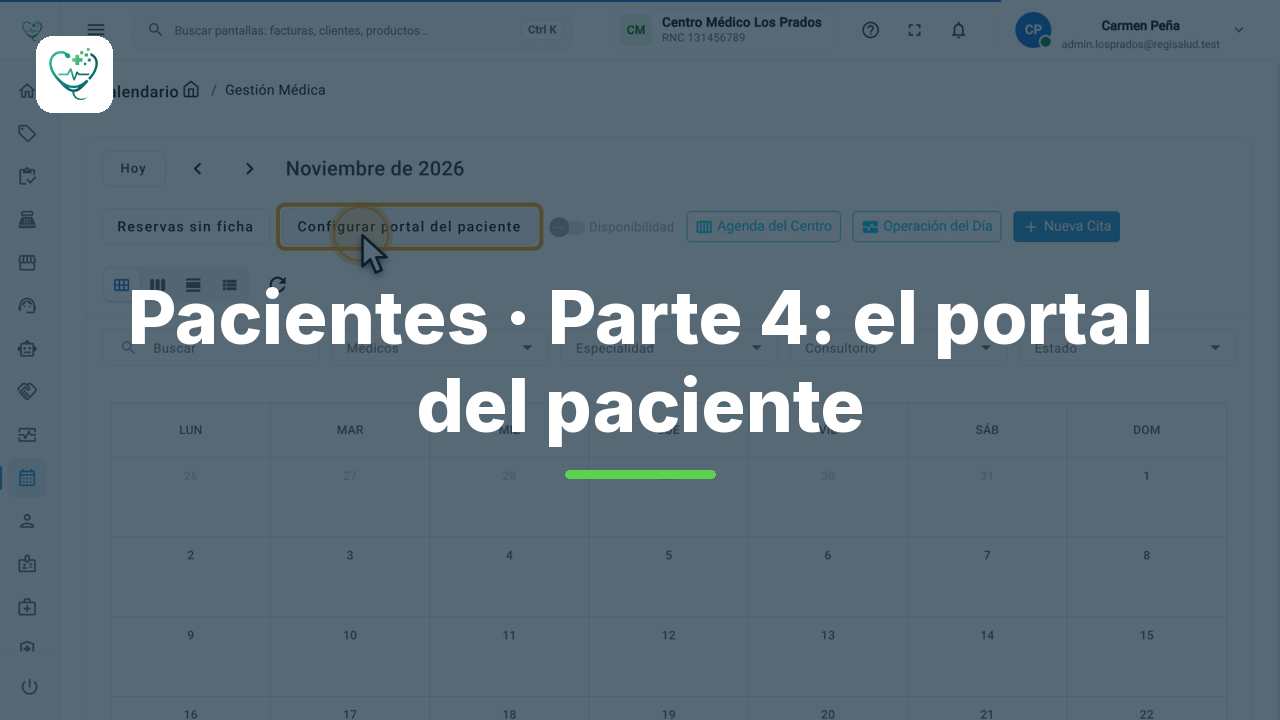 Buscar pantallas: facturas, clientes, productos...
Ctrl K
CM
Centro Médico Los Prados
RNC 131456789
CP
Carmen Peña
admin.losprados@regisalud.test
alendario / Gestión Médica
Hoy
Noviembre de 2026
Reservas sin ficha
Configurar portal del paciente
Disponibilidad
Agenda del Centro
Operación del Día
+ Nueva Cita
Pacientes · Parte 4: el portal
del paciente
Buscar
Médicos
Especialidad
Consultorio
Estado
LUN MAR SÁB DOM
26 27 28 30 31 1
2 3 4 5 6 7 8
9 10 11 12 13 14 15
16 17 18 19 20 21 22